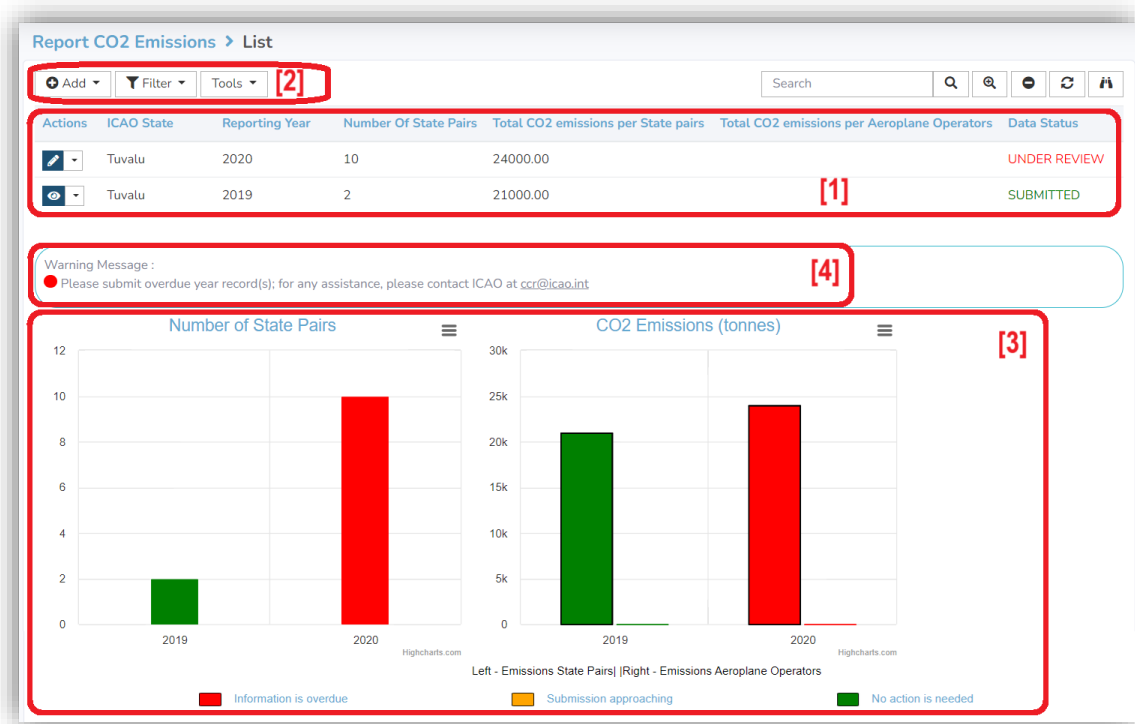 Report CO2 Emissions > List
Add Filter Tools [2] Search
Actions ICAO State Reporting Year Number Of State Pairs Total CO2 emissions per State pairs Total CO2 emissions per Aeroplane Operators Data Status
Tuvalu 2020 10 24000.00 UNDER REVIEW
Tuvalu 2019 2 21000.00 [1] SUBMITTED
Warning Message :
Please submit overdue year record(s); for any assistance, please contact ICAO at ccr@icao.int
[4]
[3]
Number of State Pairs
12
10
8
6
4
2
0
2019 2020
Highcharts.com
CO2 Emissions (tonnes)
30k
25k
20k
15k
10k
5k
0
2019 2020
Highcharts.com
Left - Emissions State Pairs| |Right - Emissions Aeroplane Operators
Information is overdue Submission approaching No action is needed